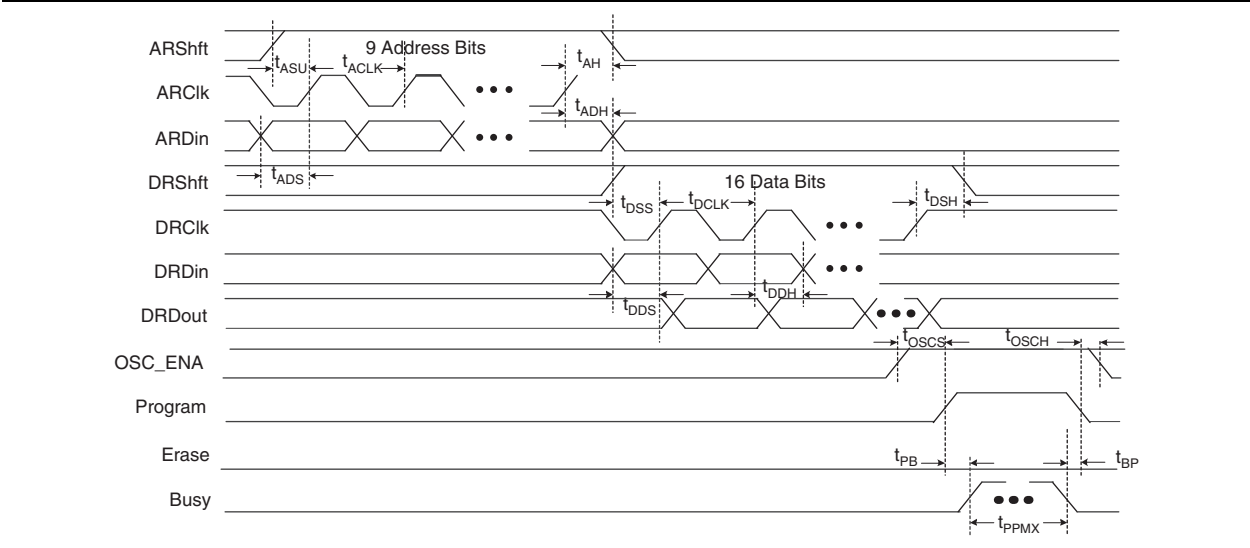 ARShft
9 Address Bits
tASU
tACLK
tAH
ARClk
tADH
ARDin
tADS
DRShft
16 Data Bits
tDSS
tDCLK
tDSH
DRClk
DRDin
tDDS
tDDH
DRDout
tOSCS
tOSCH
OSC_ENA
Program
Erase
tPB
tBP
Busy
tPPMX